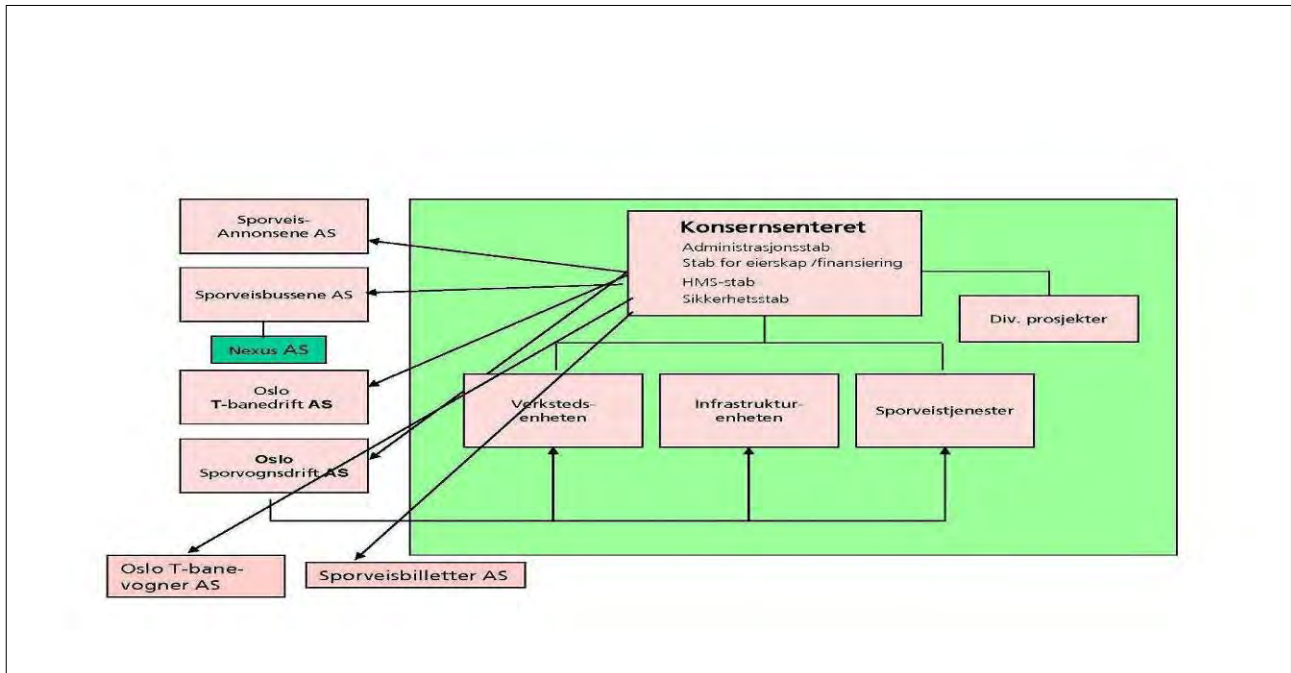 Sporveis-
Annonsene AS
Sporveisbussene AS
Nexus AS
Oslo
T-banedrift AS
Oslo
Sporvognsdrift AS
Oslo T-bane-
vogner AS
Sporveisbilletter AS
Konsernsenteret
Administrasjonsstab
Stab for eierskap /finansiering
HMS-stab
Sikkerhetsstab
Div. prosjekter
Verksteds-
enheten
Infrastruktur-
enheten
Sporveistjenester